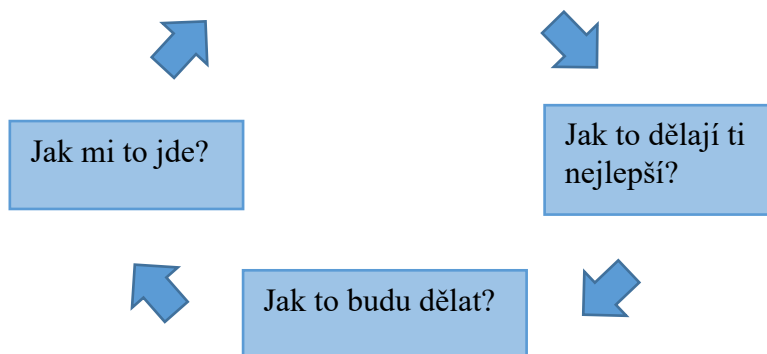 Jak mi to jde?
Jak to dělají ti
nejlepší?
Jak to budu dělat?